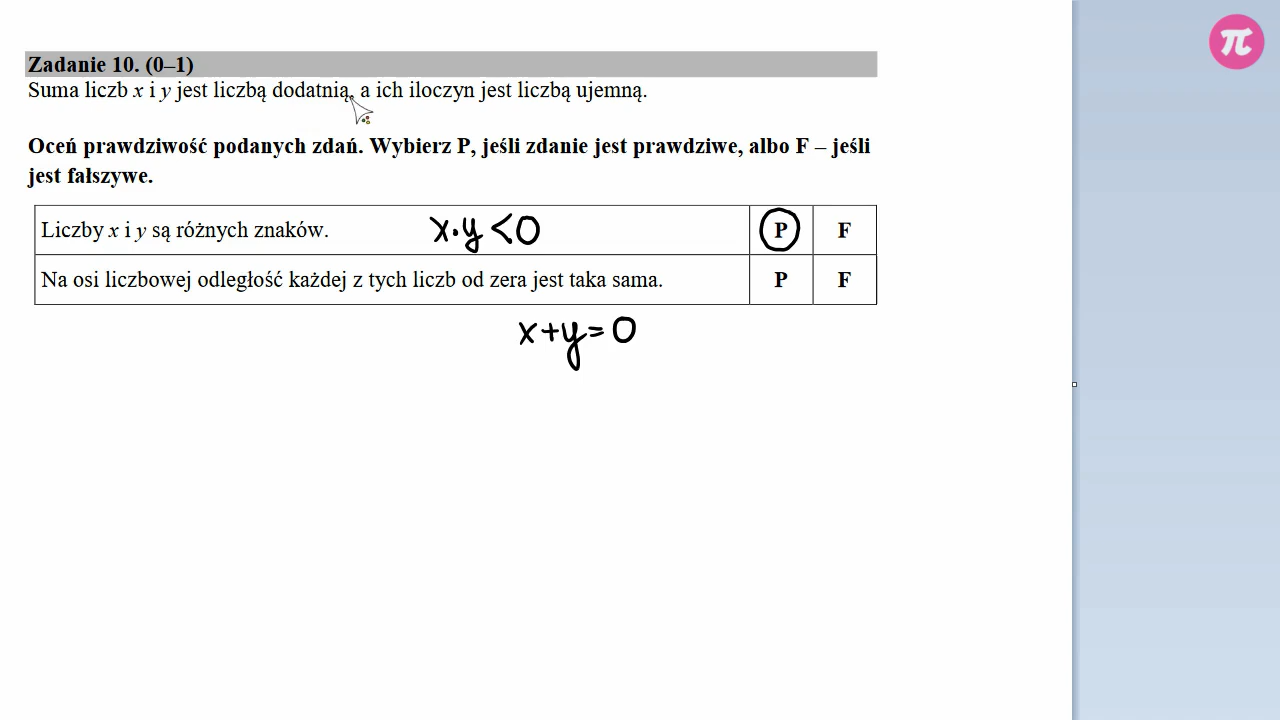 π
Zadanie 10. (0–1)
Suma liczb x i y jest liczbą dodatnią, a ich iloczyn jest liczbą ujemną.
Oceń prawdziwość podanych zdań. Wybierz P, jeśli zdanie jest prawdziwe, albo F – jeśli
jest fałszywe.
Liczby x i y są różnych znaków. x·y<0 P F
Na osi liczbowej odległość każdej z tych liczb od zera jest taka sama. P F
x+y=0